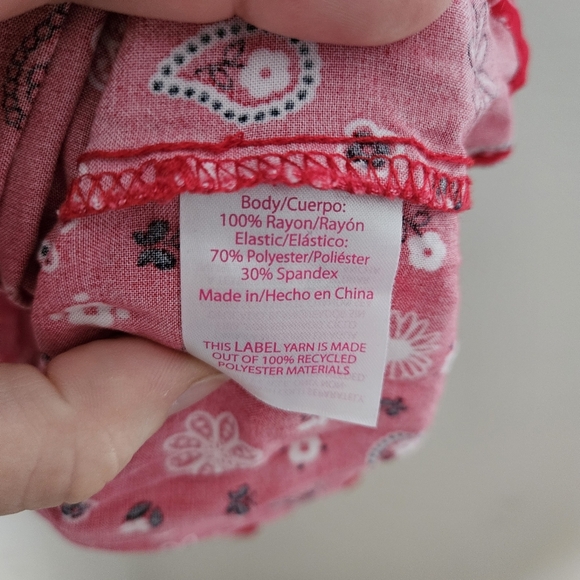 Body/Cuerpo:
100% Rayon/Rayón
Elastic/Elástico:
70% Polyester/Poliéster
30% Spandex
Made in/Hecho en China
THIS LABEL YARN IS MADE
OUT OF 100% RECYCLED
POLYESTER MATERIALS.